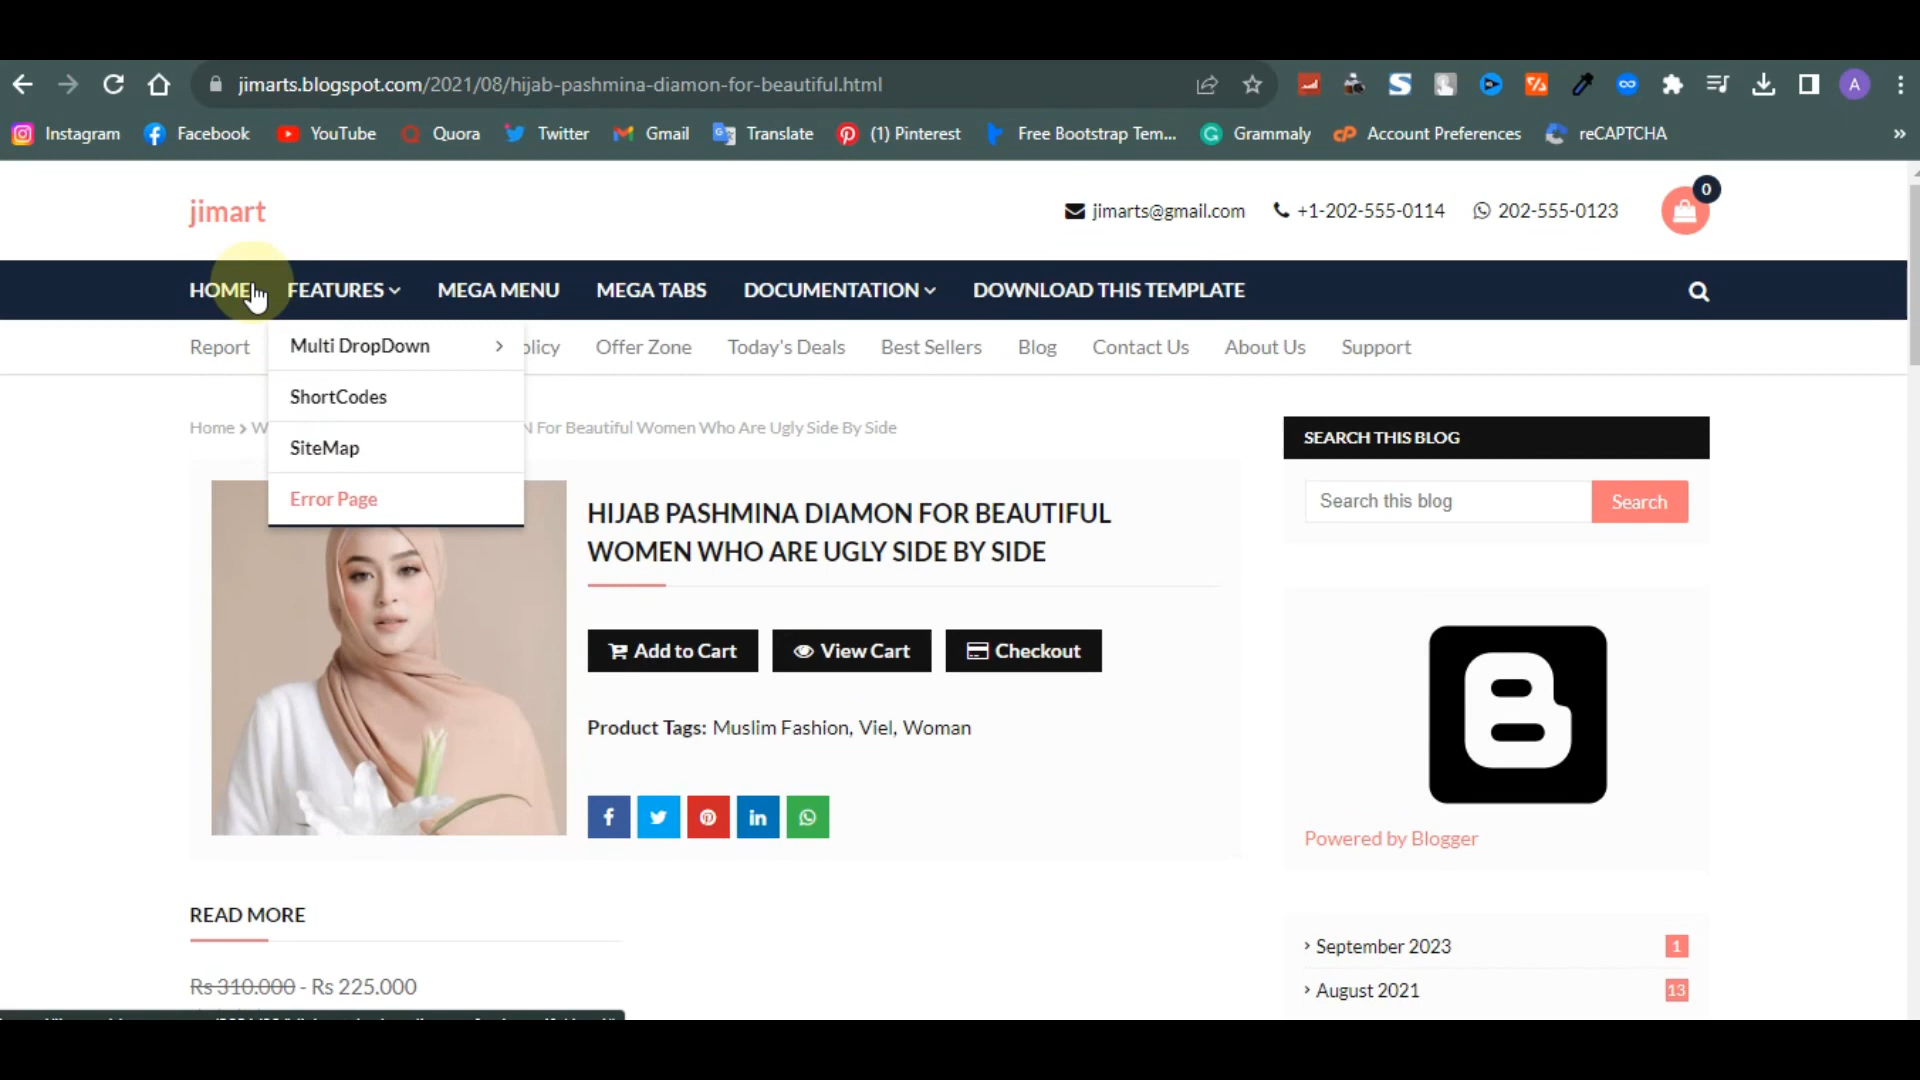 jimarts.blogspot.com/2021/08/hijab-pashmina-diamon-for-beautiful.html
A
Instagram Facebook YouTube Quora Twitter Gmail Translate (1) Pinterest Free Bootstrap Tem... Grammaly Account Preferences reCAPTCHA »
jimart
jimarts@gmail.com +1-202-555-0114 202-555-0123 0
HOME FEATURES MEGA MENU MEGA TABS DOCUMENTATION DOWNLOAD THIS TEMPLATE
Report olicy Offer Zone Today's Deals Best Sellers Blog Contact Us About Us Support
Multi DropDown
ShortCodes
SiteMap
Error Page
Home > W N For Beautiful Women Who Are Ugly Side By Side
HIJAB PASHMINA DIAMON FOR BEAUTIFUL
WOMEN WHO ARE UGLY SIDE BY SIDE
Add to Cart View Cart Checkout
Product Tags: Muslim Fashion, Viel, Woman
READ MORE
Rs 310.000 - Rs 225.000
SEARCH THIS BLOG
Search this blog Search
Powered by Blogger
September 2023 1
August 2021 13